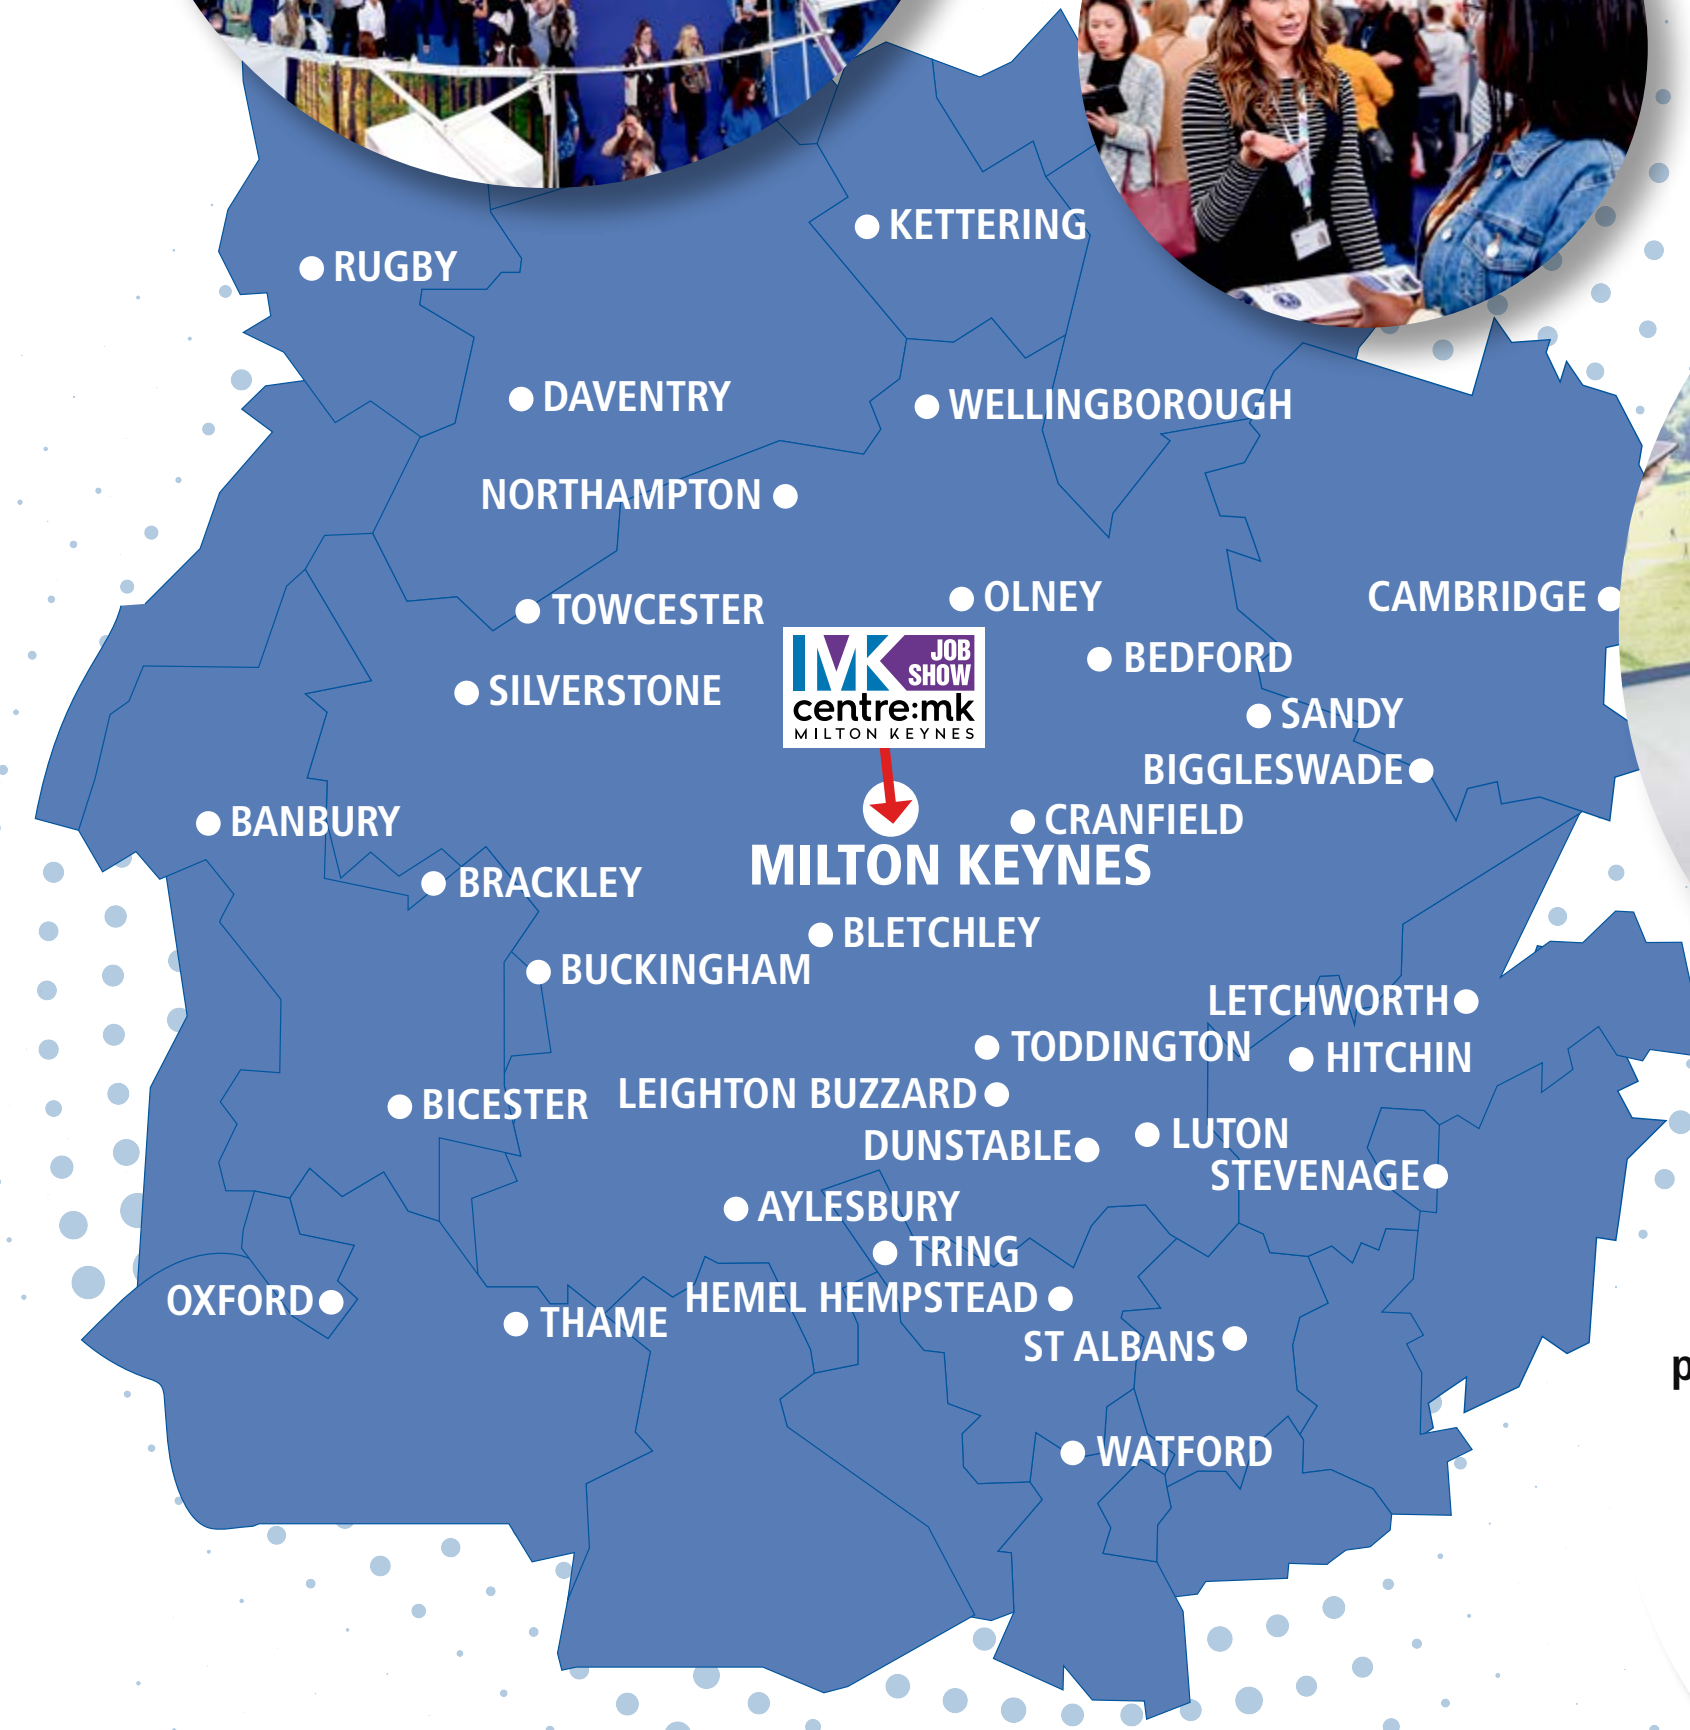 KETTERING
RUGBY
DAVENTRY
WELLINGBOROUGH
NORTHAMPTON
OLNEY
CAMBRIDGE
TOWCESTER
MK JOB SHOW
centre:mk
MILTON KEYNES
BEDFORD
SILVERSTONE
SANDY
BIGGLESWADE
BANBURY
CRANFIELD
MILTON KEYNES
BRACKLEY
BLETCHLEY
BUCKINGHAM
LETCHWORTH
TODDINGTON
HITCHIN
LEIGHTON BUZZARD
BICESTER
LUTON
DUNSTABLE
STEVENAGE
AYLESBURY
TRING
HEMEL HEMPSTEAD
OXFORD
THAME
ST ALBANS
p
WATFORD